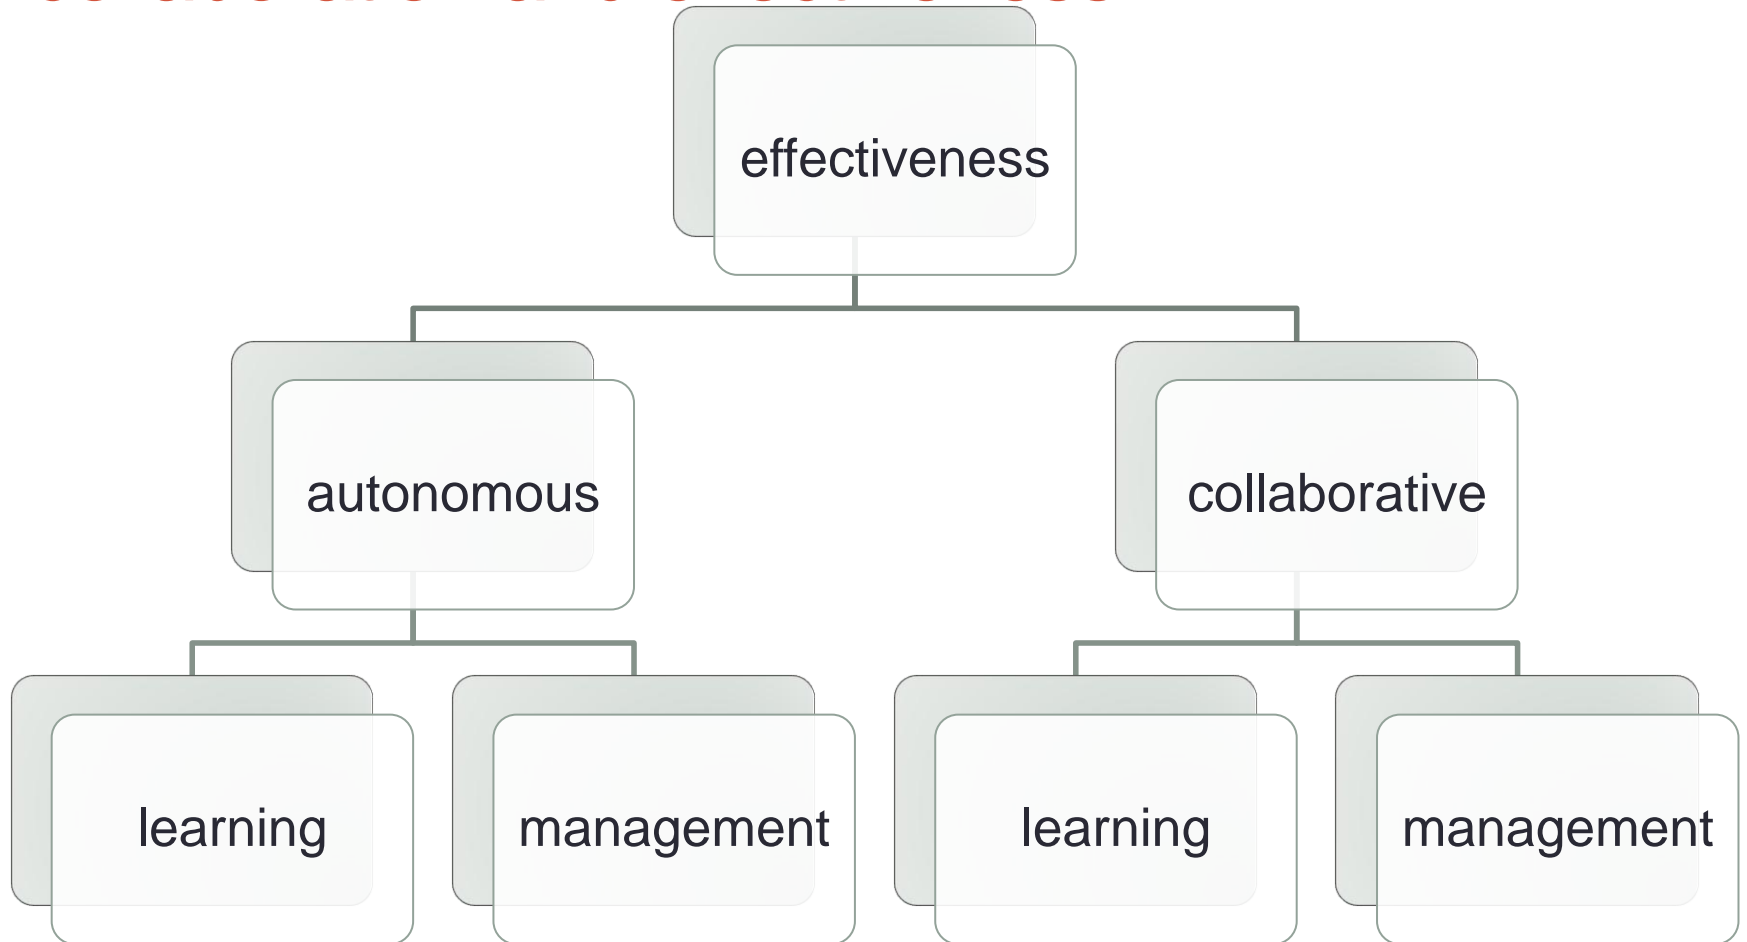 effectiveness
autonomous
collaborative
learning
management
learning
management